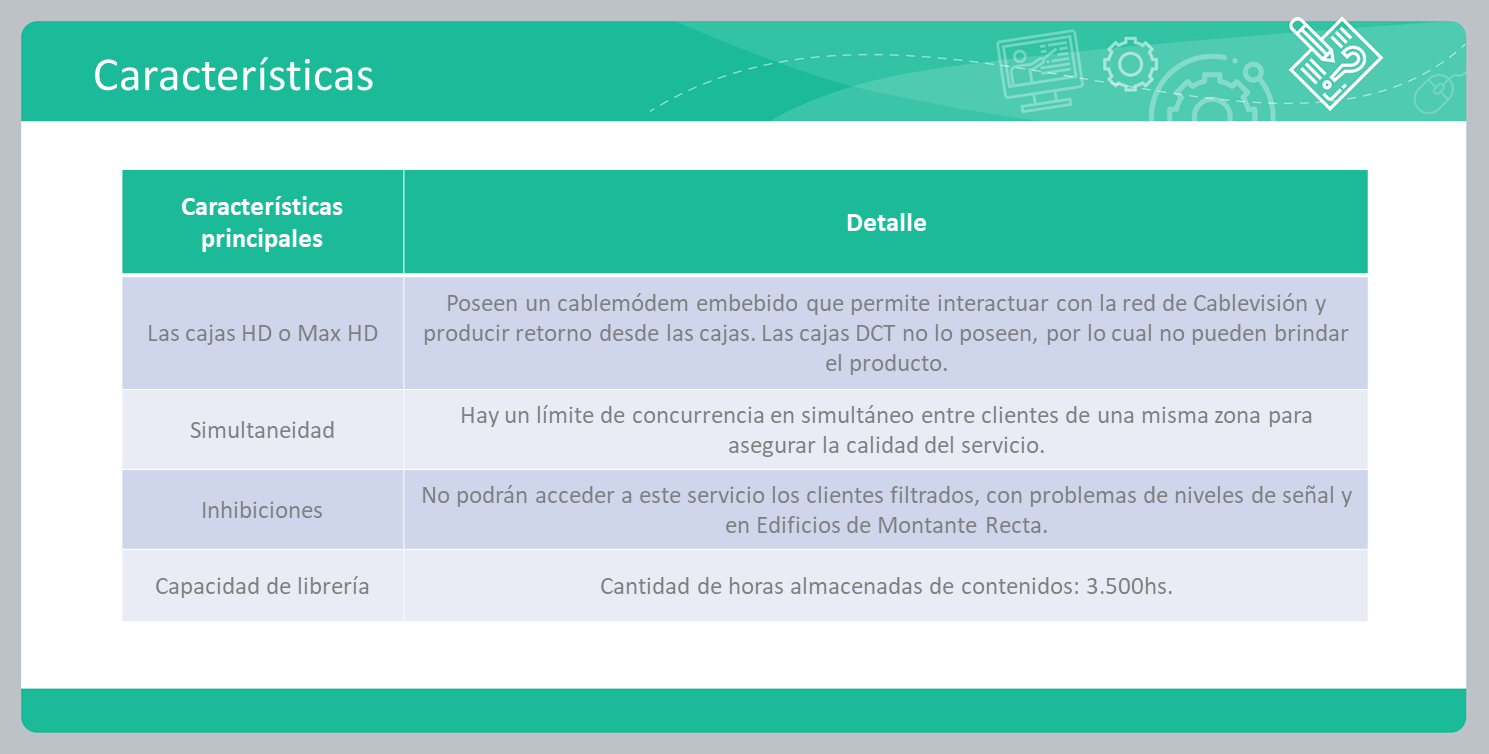 Características
Características
principales
Detalle
Las cajas HD o Max HD
Poseen un cablemódem embebido que permite interactuar con la red de Cablevisión y
producir retorno desde las cajas. Las cajas DCT no lo poseen, por lo cual no pueden brindar
el producto.
Simultaneidad
Hay un límite de concurrencia en simultáneo entre clientes de una misma zona para
asegurar la calidad del servicio.
Inhibiciones
No podrán acceder a este servicio los clientes filtrados, con problemas de niveles de señal y
en Edificios de Montante Recta.
Capacidad de librería
Cantidad de horas almacenadas de contenidos: 3.500hs.